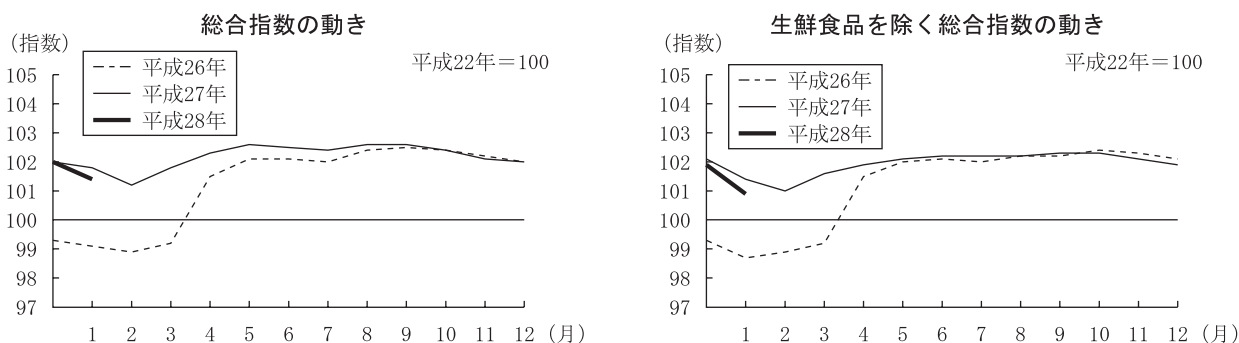 総合指数の動き
(指数)
平成22年＝100
平成26年
平成27年
平成28年
105
104
103
102
101
100
99
98
97
1 2 3 4 5 6 7 8 9 10 11 12 (月)
生鮮食品を除く総合指数の動き
(指数)
平成22年＝100
平成26年
平成27年
平成28年
105
104
103
102
101
100
99
98
97
1 2 3 4 5 6 7 8 9 10 11 12 (月)